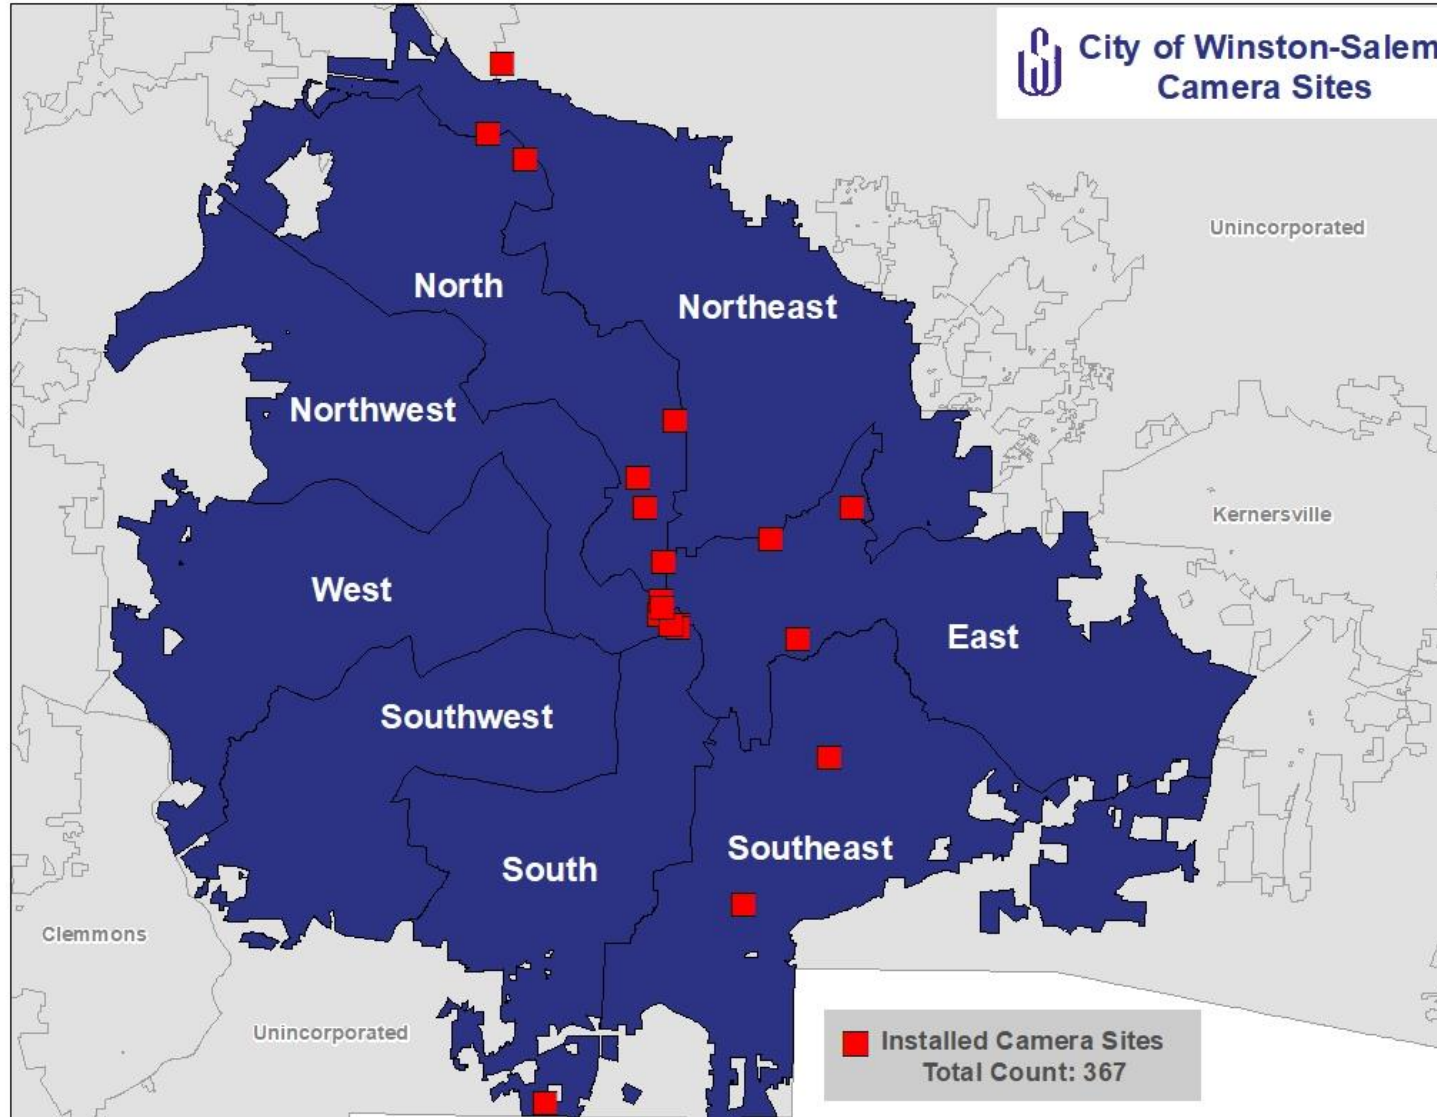 City of Winston-Salem
Camera Sites
Unincorporated
North
Northeast
Northwest
Kernersville
West
East
Southwest
Southeast
South
Clemmons
Unincorporated
Installed Camera Sites
Total Count: 367